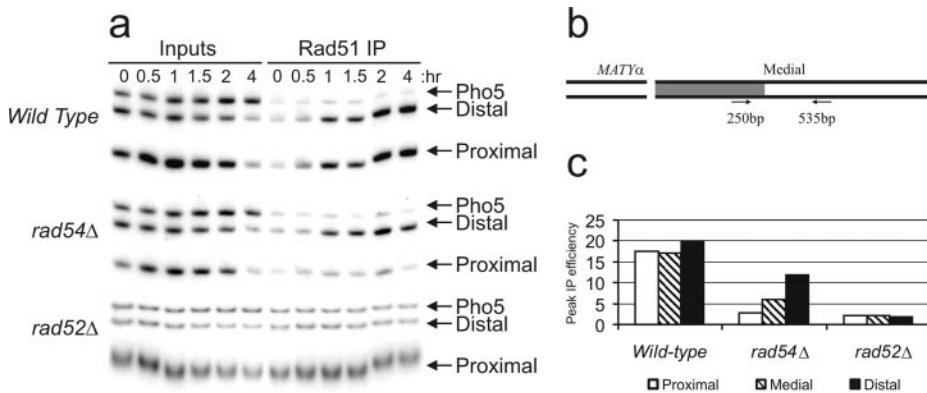 a
Inputs Rad51 IP
0 0.5 1 1.5 2 4 0 0.5 1 1.5 2 4 :hr
Wild Type
Pho5
Distal
Proximal
rad54Δ
Pho5
Distal
Proximal
rad52Δ
Pho5
Distal
Proximal
b
MATYα Medial
250bp 535bp
c
Peak IP efficiency
25
20
15
10
5
0
Wild-type rad54Δ rad52Δ
Proximal Medial Distal